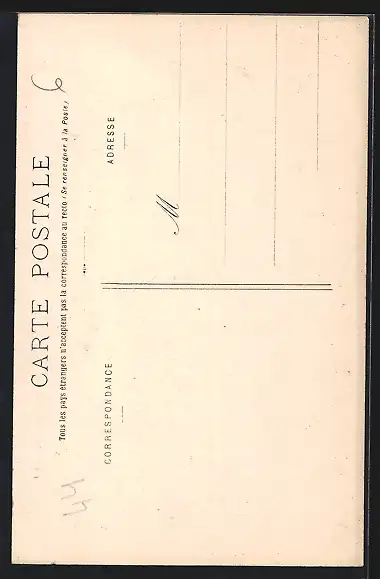 CARTE POSTALE
Tous les pays étrangers n'acceptent pas la correspondance au recto (Se renseigner à la Poste)
CORRESPONDANCE
ADRESSE
M
6
44